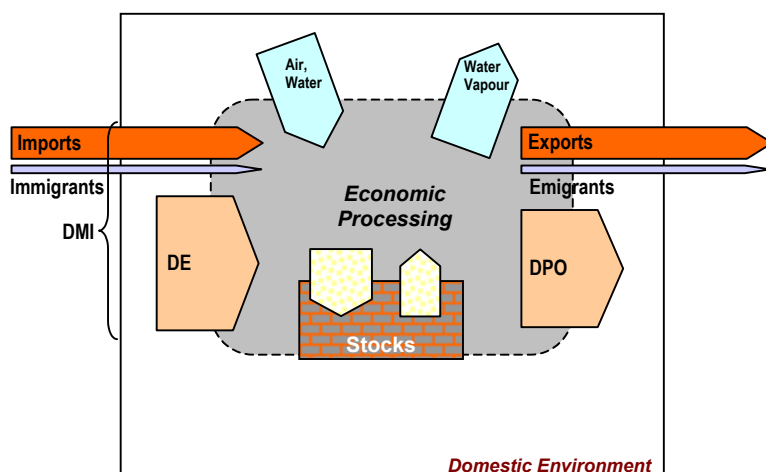 Air,
Water
Water
Vapour
Imports
Exports
Immigrants
Emigrants
Economic
Processing
DMI
DE
DPO
Stocks
Domestic Environment